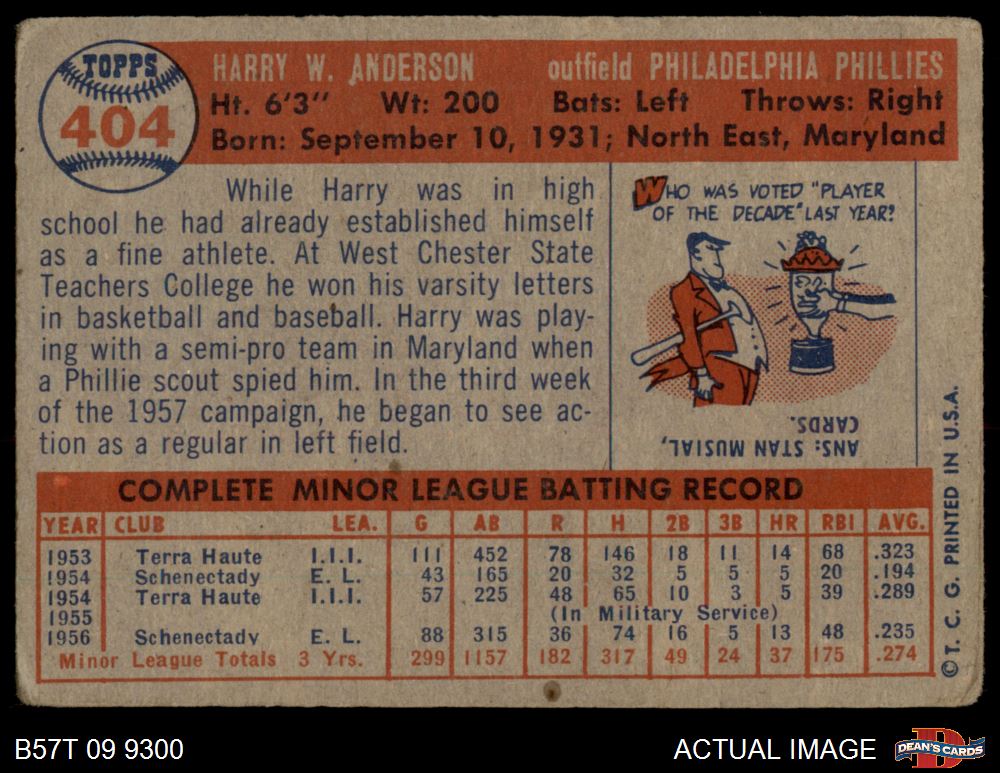 TOPPS
404
HARRY W. ANDERSON outfield PHILADELPHIA PHILLIES
Ht. 6'3" Wt: 200 Bats: Left Throws: Right
Born: September 10, 1931; North East, Maryland
While Harry was in high
school he had already established himself
as a fine athlete. At West Chester State
Teachers College he won his varsity letters
in basketball and baseball. Harry was play-
ing with a semi-pro team in Maryland when
a Phillie scout spied him. In the third week
of the 1957 campaign, he began to see ac-
tion as a regular in left field.
WHO WAS VOTED "PLAYER
OF THE DECADE" LAST YEAR?
ANS: STAN MUSIAL,
CARDS.
COMPLETE MINOR LEAGUE BATTING RECORD
YEAR CLUB LEA. G AB R H 2B 3B HR RBI AVG.
1953 Terra Haute I.I.I. 111 452 78 146 18 11 14 68 .323
1954 Schenectady E. L. 43 165 20 32 5 5 5 20 .194
1954 Terra Haute I.I.I. 57 225 48 65 10 3 5 39 .289
1955 (In Military Service)
1956 Schenectady E. L. 88 315 36 74 16 5 13 48 .235
Minor League Totals 3 Yrs. 299 1157 182 317 49 24 37 175 .274
© T. C. G. PRINTED IN U.S.A.
B57T 09 9300
ACTUAL IMAGE
D
DEAN'S CARDS